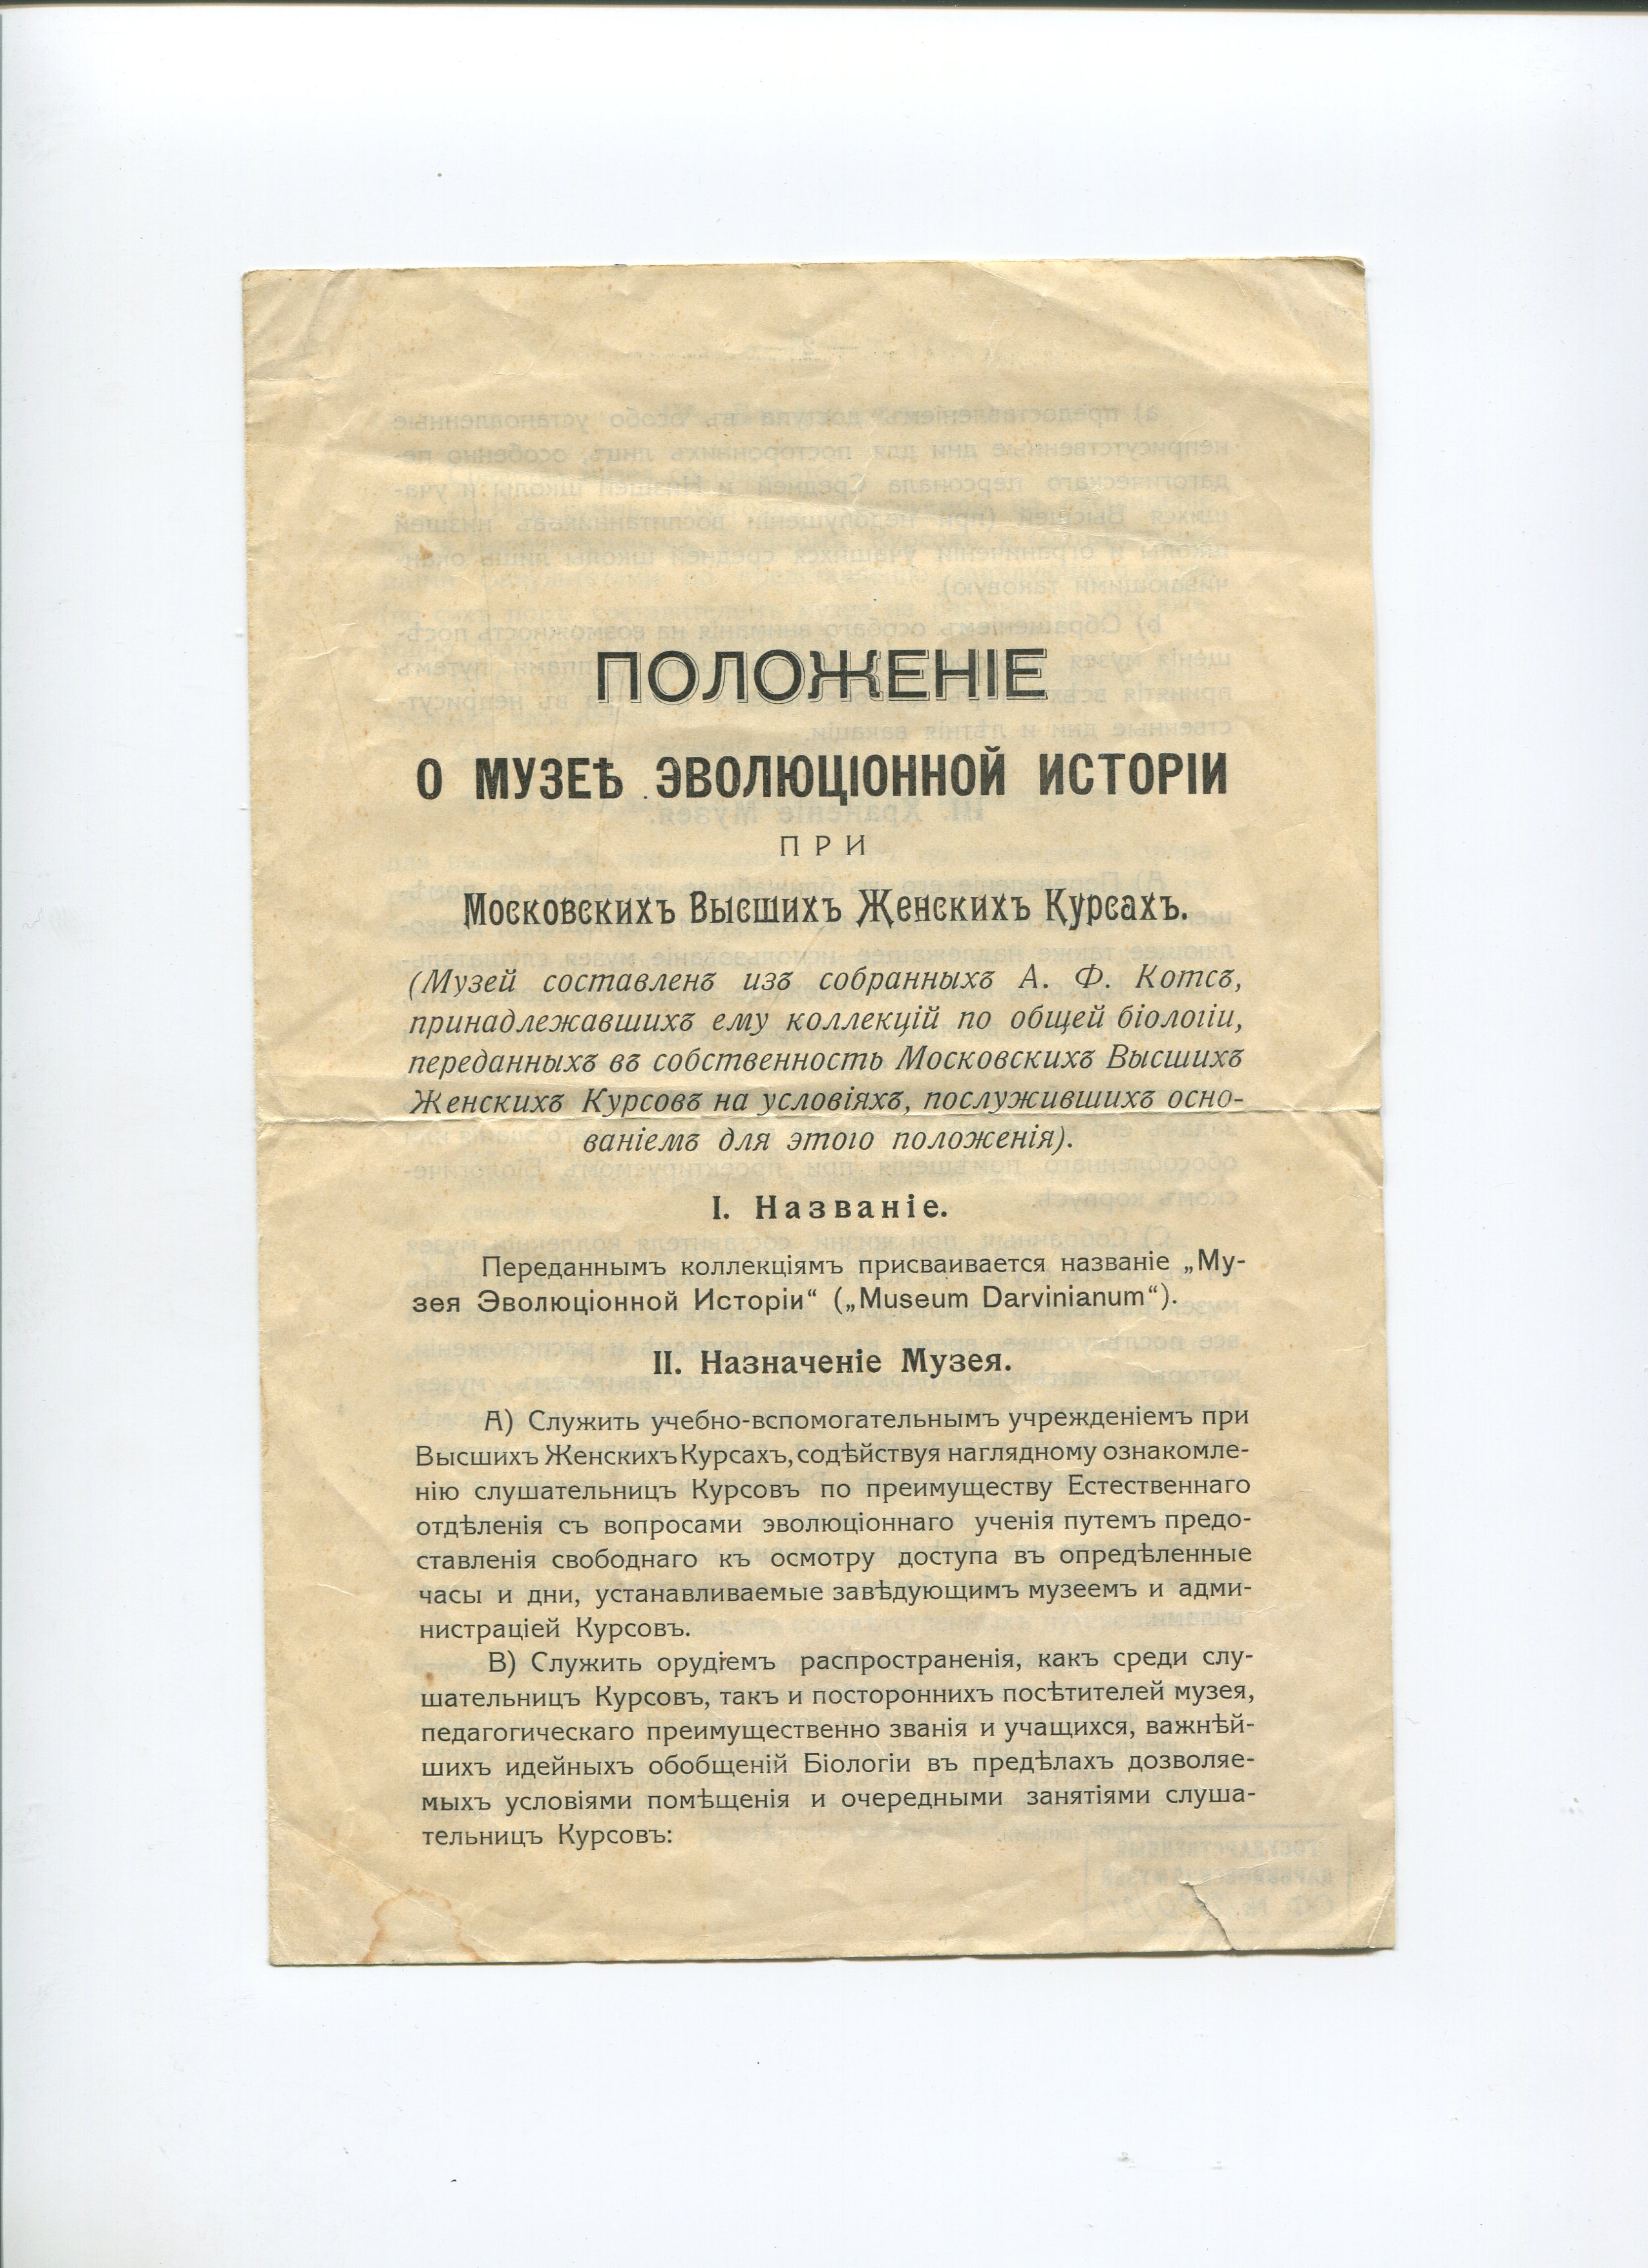 ПОЛОЖЕНІЕ
О МУЗЕѢ ЭВОЛЮЦІОННОЙ ИСТОРІИ
ПРИ
Московскихъ Высшихъ Женскихъ Курсахъ.
(Музей составленъ изъ собранныхъ А. Ф. Котсъ,
принадлежавшихъ ему коллекцій по общей біологіи,
переданныхъ въ собственность Московскихъ Высшихъ
Женскихъ Курсовъ на условіяхъ, послужившихъ осно-
ваніемъ для этого положенія).
I. Названіе.
Переданнымъ коллекціямъ присваивается названіе „Му-
зея Эволюціонной Исторіи“ („Museum Darvinianum“).
II. Назначеніе Музея.
А) Служить учебно-вспомогательнымъ учрежденіемъ при
Высшихъ Женскихъ Курсахъ, содѣйствуя наглядному ознакомле-
нію слушательницъ Курсовъ по преимуществу Естественнаго
отдѣленія съ вопросами эволюціоннаго ученія путемъ предо-
ставленія свободнаго къ осмотру доступа въ опредѣленные
часы и дни, устанавливаемые завѣдующимъ музеемъ и адми-
нистраціей Курсовъ.
В) Служить орудіемъ распространенія, какъ среди слу-
шательницъ Курсовъ, такъ и постороннихъ посѣтителей музея,
педагогическаго преимущественно званія и учащихся, важнѣй-
шихъ идейныхъ обобщеній Біологіи въ предѣлахъ дозволяе-
мыхъ условіями помѣщенія и очередными занятіями слуша-
тельницъ Курсовъ: